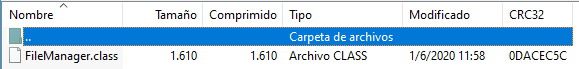 Nombre Tamaño Comprimido Tipo Modificado CRC32
.. Carpeta de archivos
FileManager.class 1.610 1.610 Archivo CLASS 1/6/2020 11:58 0DACEC5C